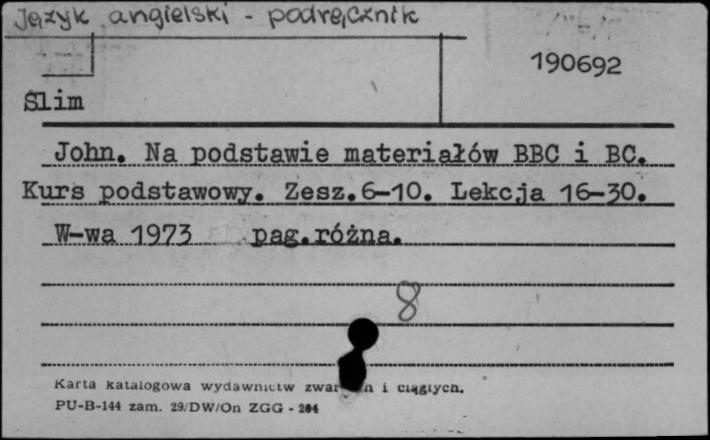 Język angielski - podręcznik
190692
Slim
John. Na podstawie materiałów BBC i BC.
Kurs podstawowy. Zesz.6-10. Lekcja 16-30.
W-wa 1973 pag.różna.
8
Karta katalogowa wydawnictw i ciągłych.
PU-B-144 zam. 29/DW/On ZGG - 204